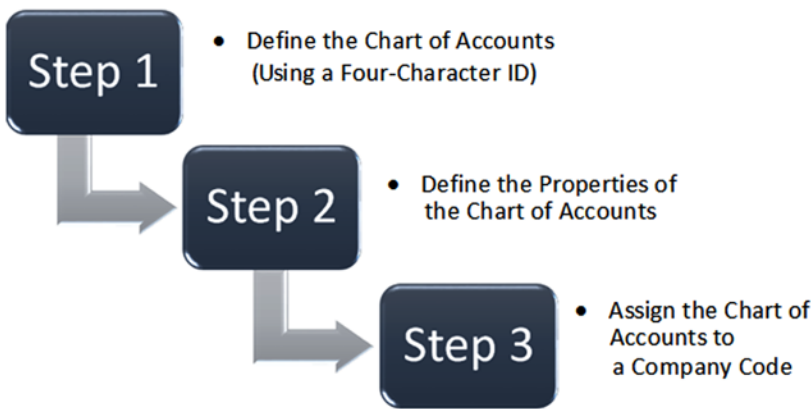 Step 1
• Define the Chart of Accounts
(Using a Four-Character ID)
Step 2
• Define the Properties of
the Chart of Accounts
Step 3
• Assign the Chart of
Accounts to
a Company Code